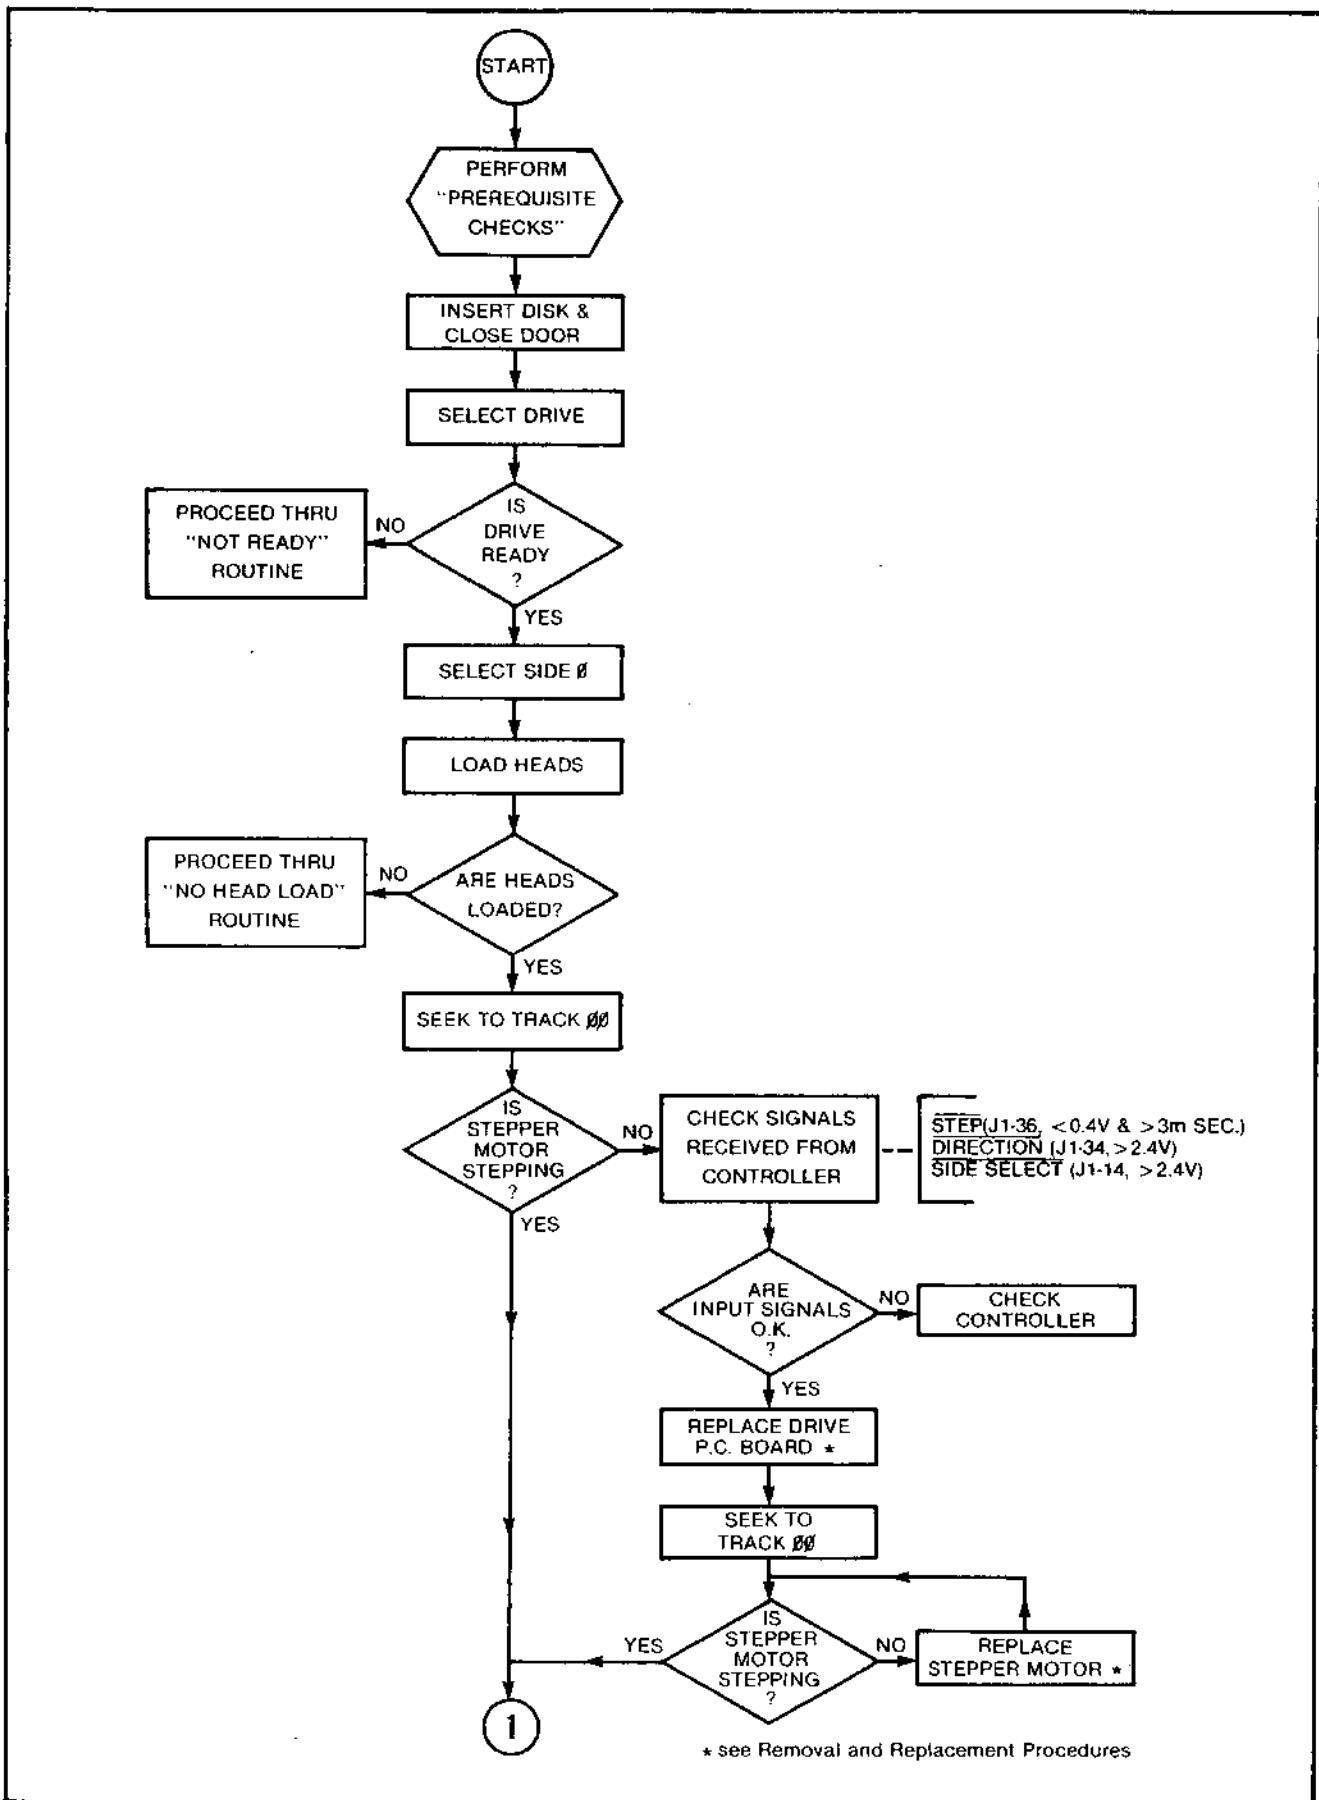 START
PERFORM
"PREREQUISITE
CHECKS"
INSERT DISK &
CLOSE DOOR
SELECT DRIVE
IS
DRIVE
READY
?
NO
PROCEED THRU
"NOT READY"
ROUTINE
YES
SELECT SIDE Ø
LOAD HEADS
ARE HEADS
LOADED?
NO
PROCEED THRU
"NO HEAD LOAD"
ROUTINE
YES
SEEK TO TRACK ØØ
IS
STEPPER
MOTOR
STEPPING
?
NO
CHECK SIGNALS
RECEIVED FROM
CONTROLLER
STEP(J1-36, <0.4V & >3m SEC.)
DIRECTION (J1-34, >2.4V)
SIDE SELECT (J1-14, >2.4V)
YES
ARE
INPUT SIGNALS
O.K.
?
NO
CHECK
CONTROLLER
YES
REPLACE DRIVE
P.C. BOARD *
SEEK TO
TRACK ØØ
IS
STEPPER
MOTOR
STEPPING
?
YES
NO
REPLACE
STEPPER MOTOR *
1
* see Removal and Replacement Procedures